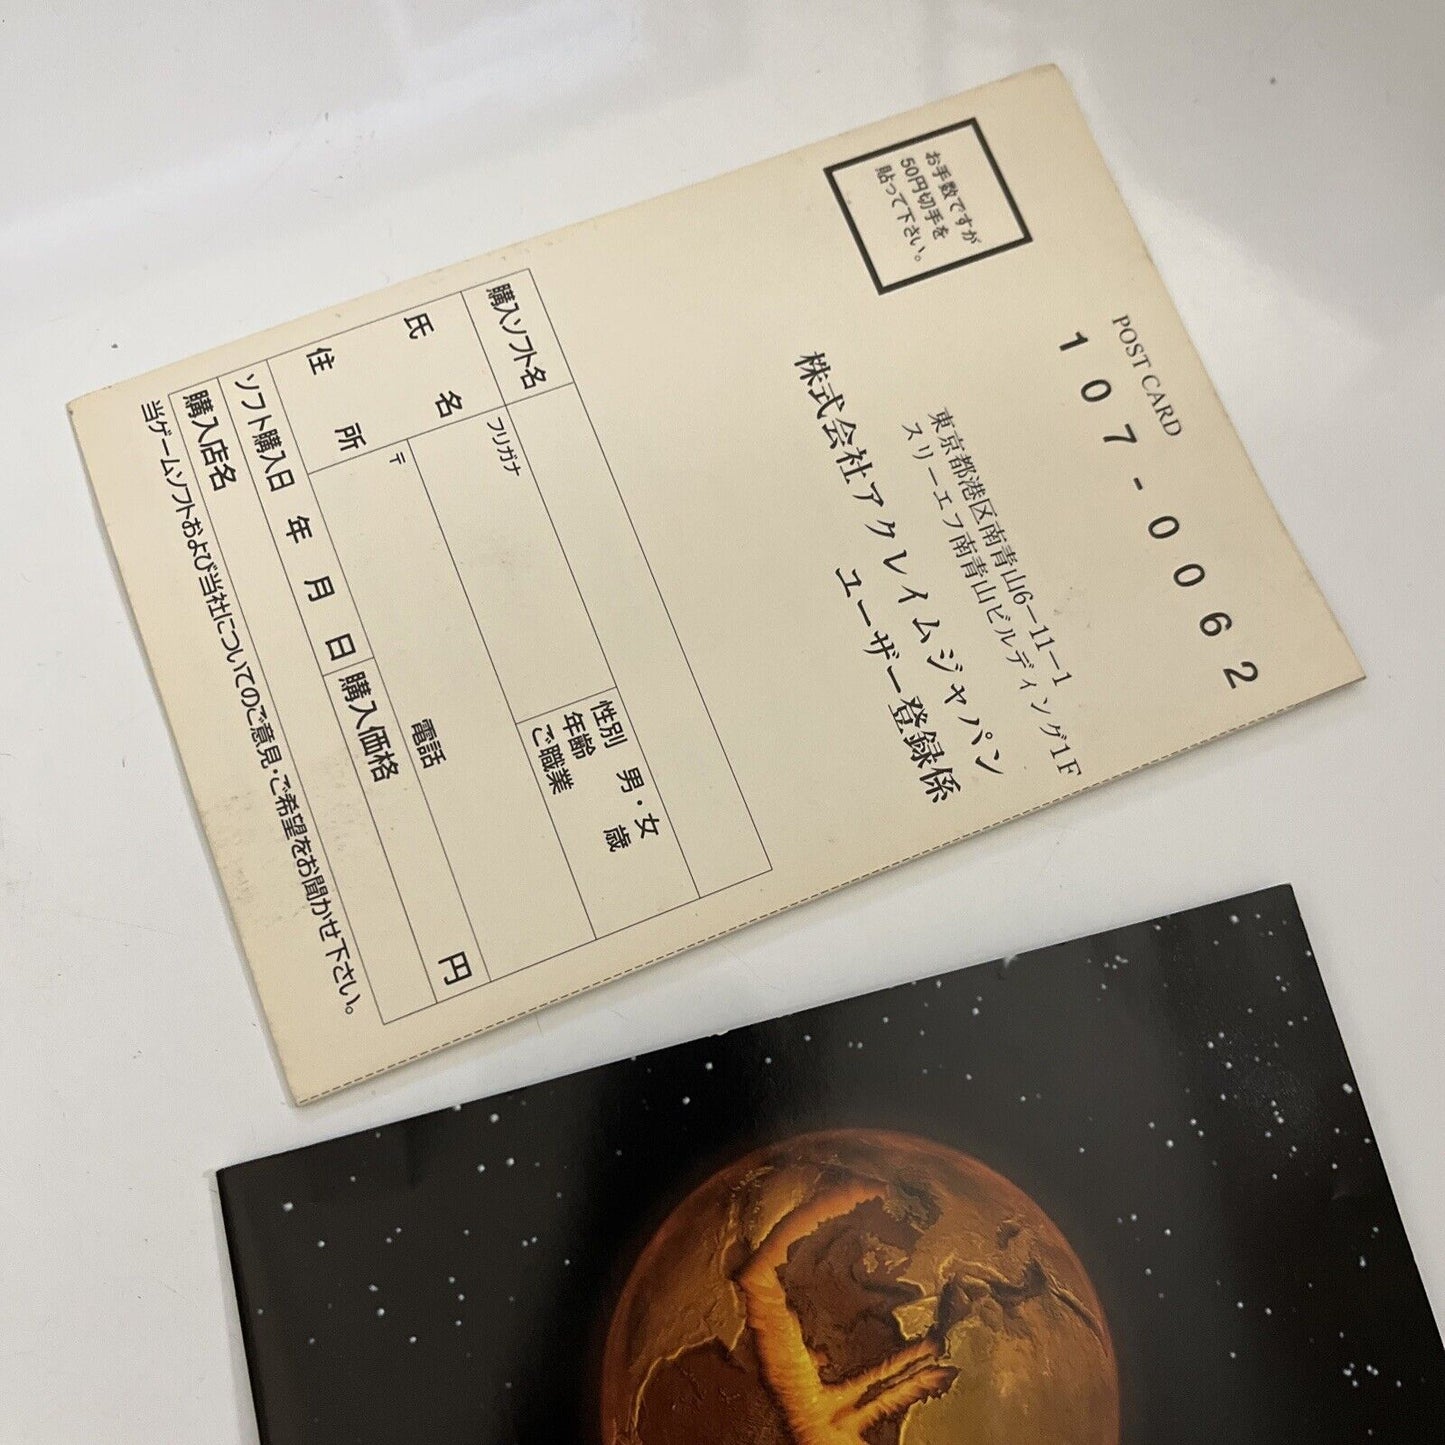 お手数ですが
50円切手を
貼って下さい。
POST CARD
107-0062
東京都港区南青山6-11-1
スリーエフ南青山ビルディング1F
株式会社アクレイムジャパン
ユーザー登録係
購入ソフト名
フリガナ
氏名
性別 男・女
年齢 歳
ご職業
住所
〒
電話
ソフト購入日 年 月 日
購入価格 円
購入店名
当ゲームソフトおよび当社についてのご意見・ご希望をお聞かせ下さい。